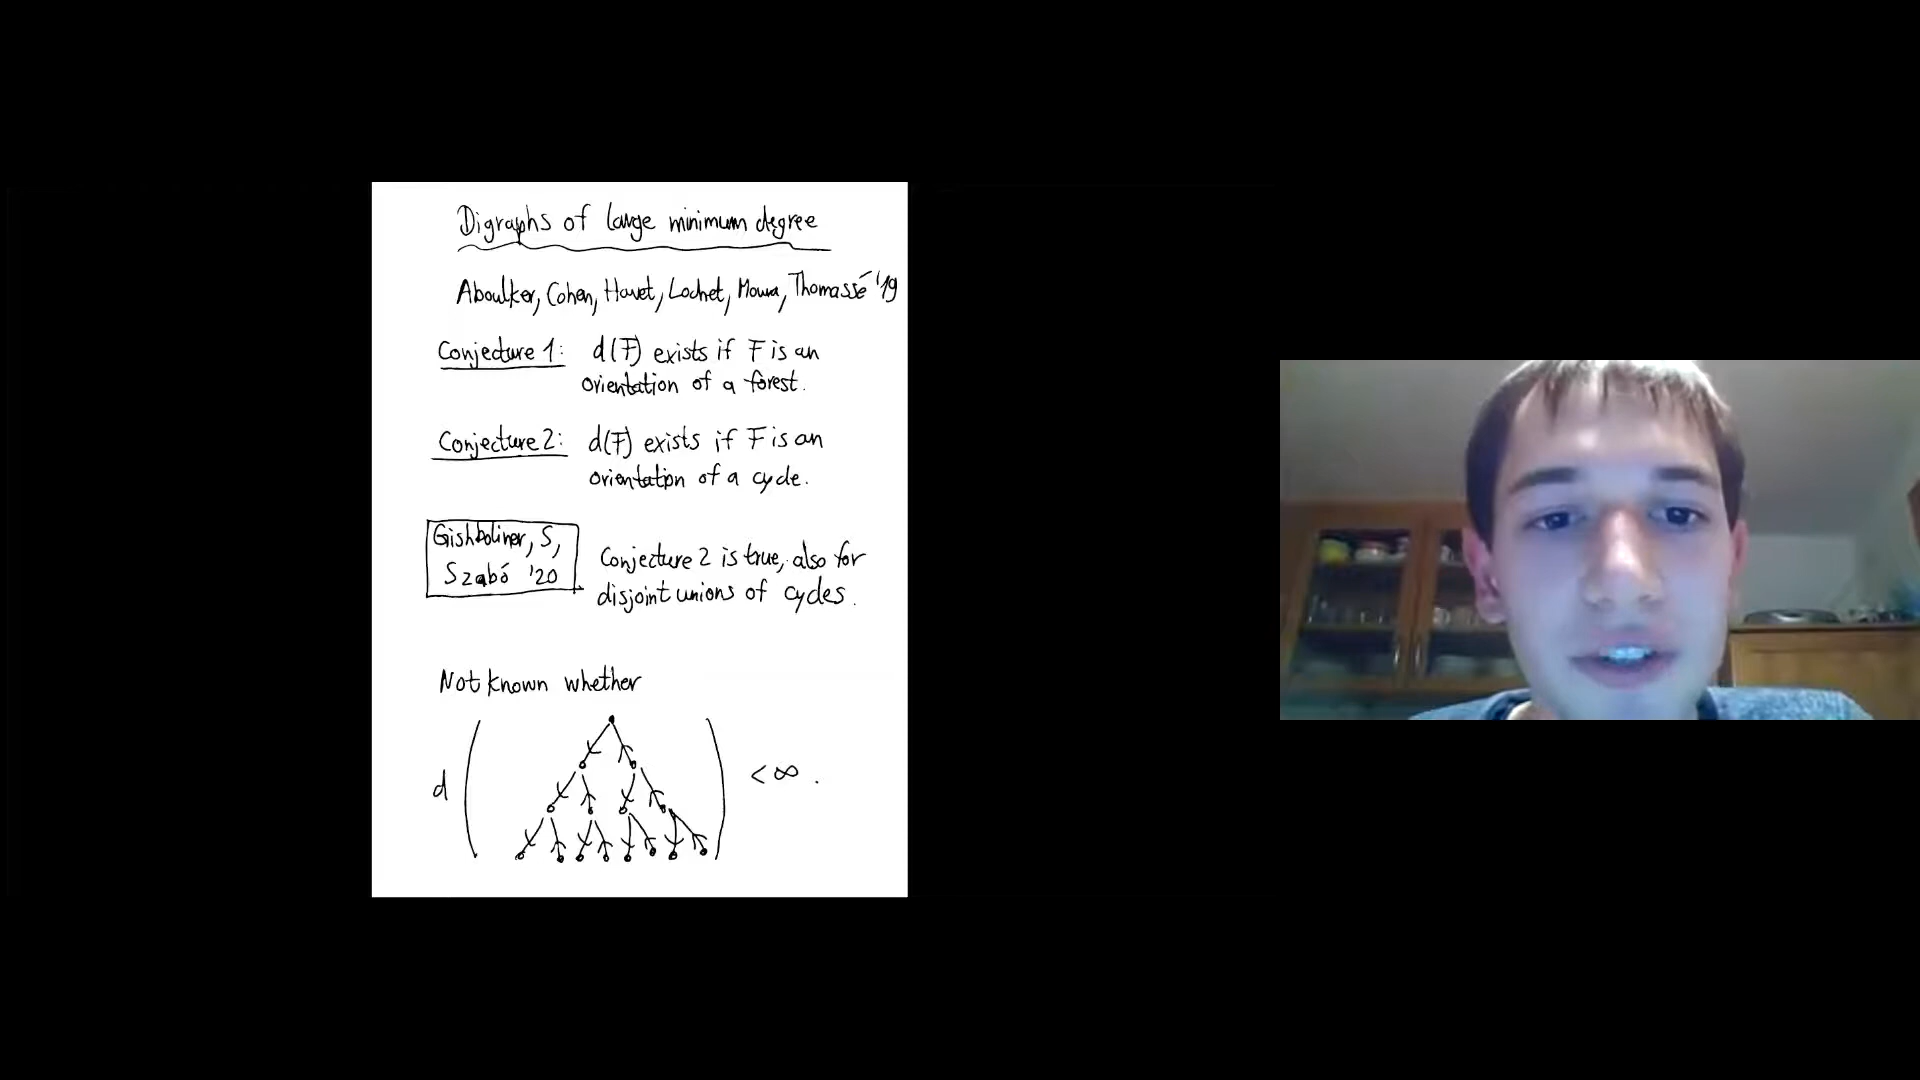 Digraphs of large minimum degree
Aboulker, Cohen, Havet, Lochet, Moura, Thomassé '19
Conjecture 1: d(F) exists if F is an
orientation of a forest.
Conjecture 2: d(F) exists if F is an
orientation of a cycle.
Gishboliner, S,
Szabó '20
Conjecture 2 is true, also for
disjoint unions of cycles.
Not known whether
d ( ) < ∞ .